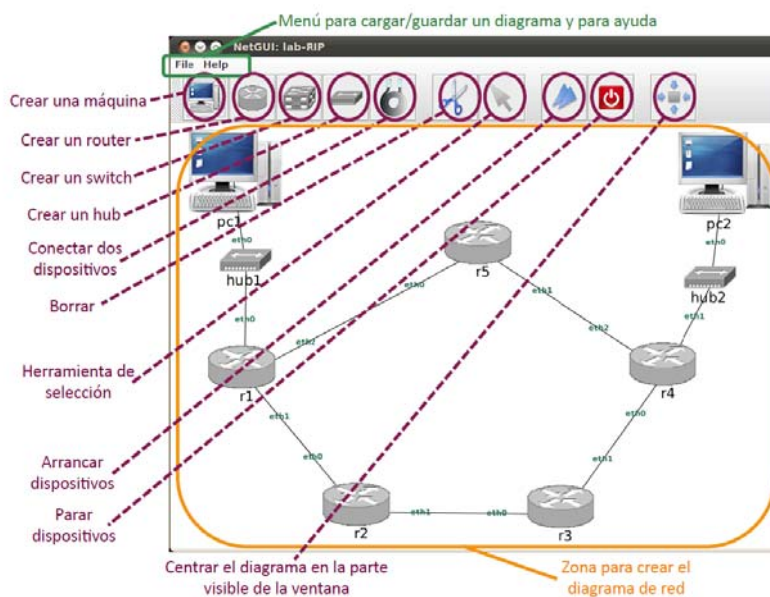 Menú para cargar/guardar un diagrama y para ayuda
NetGUI: lab-RIP
File Help
Crear una máquina
Crear un router
Crear un switch
Crear un hub
Conectar dos
dispositivos
Borrar
Herramienta de
selección
Arrancar
dispositivos
Parar
dispositivos
Centrar el diagrama en la parte
visible de la ventana
Zona para crear el
diagrama de red
pc1
eth0
hub1
eth0
r1
eth2
eth0
r5
eth1
eth2
r4
eth1
hub2
eth0
pc2
eth1
eth0
r2
eth1
eth0
r3
eth1
eth0